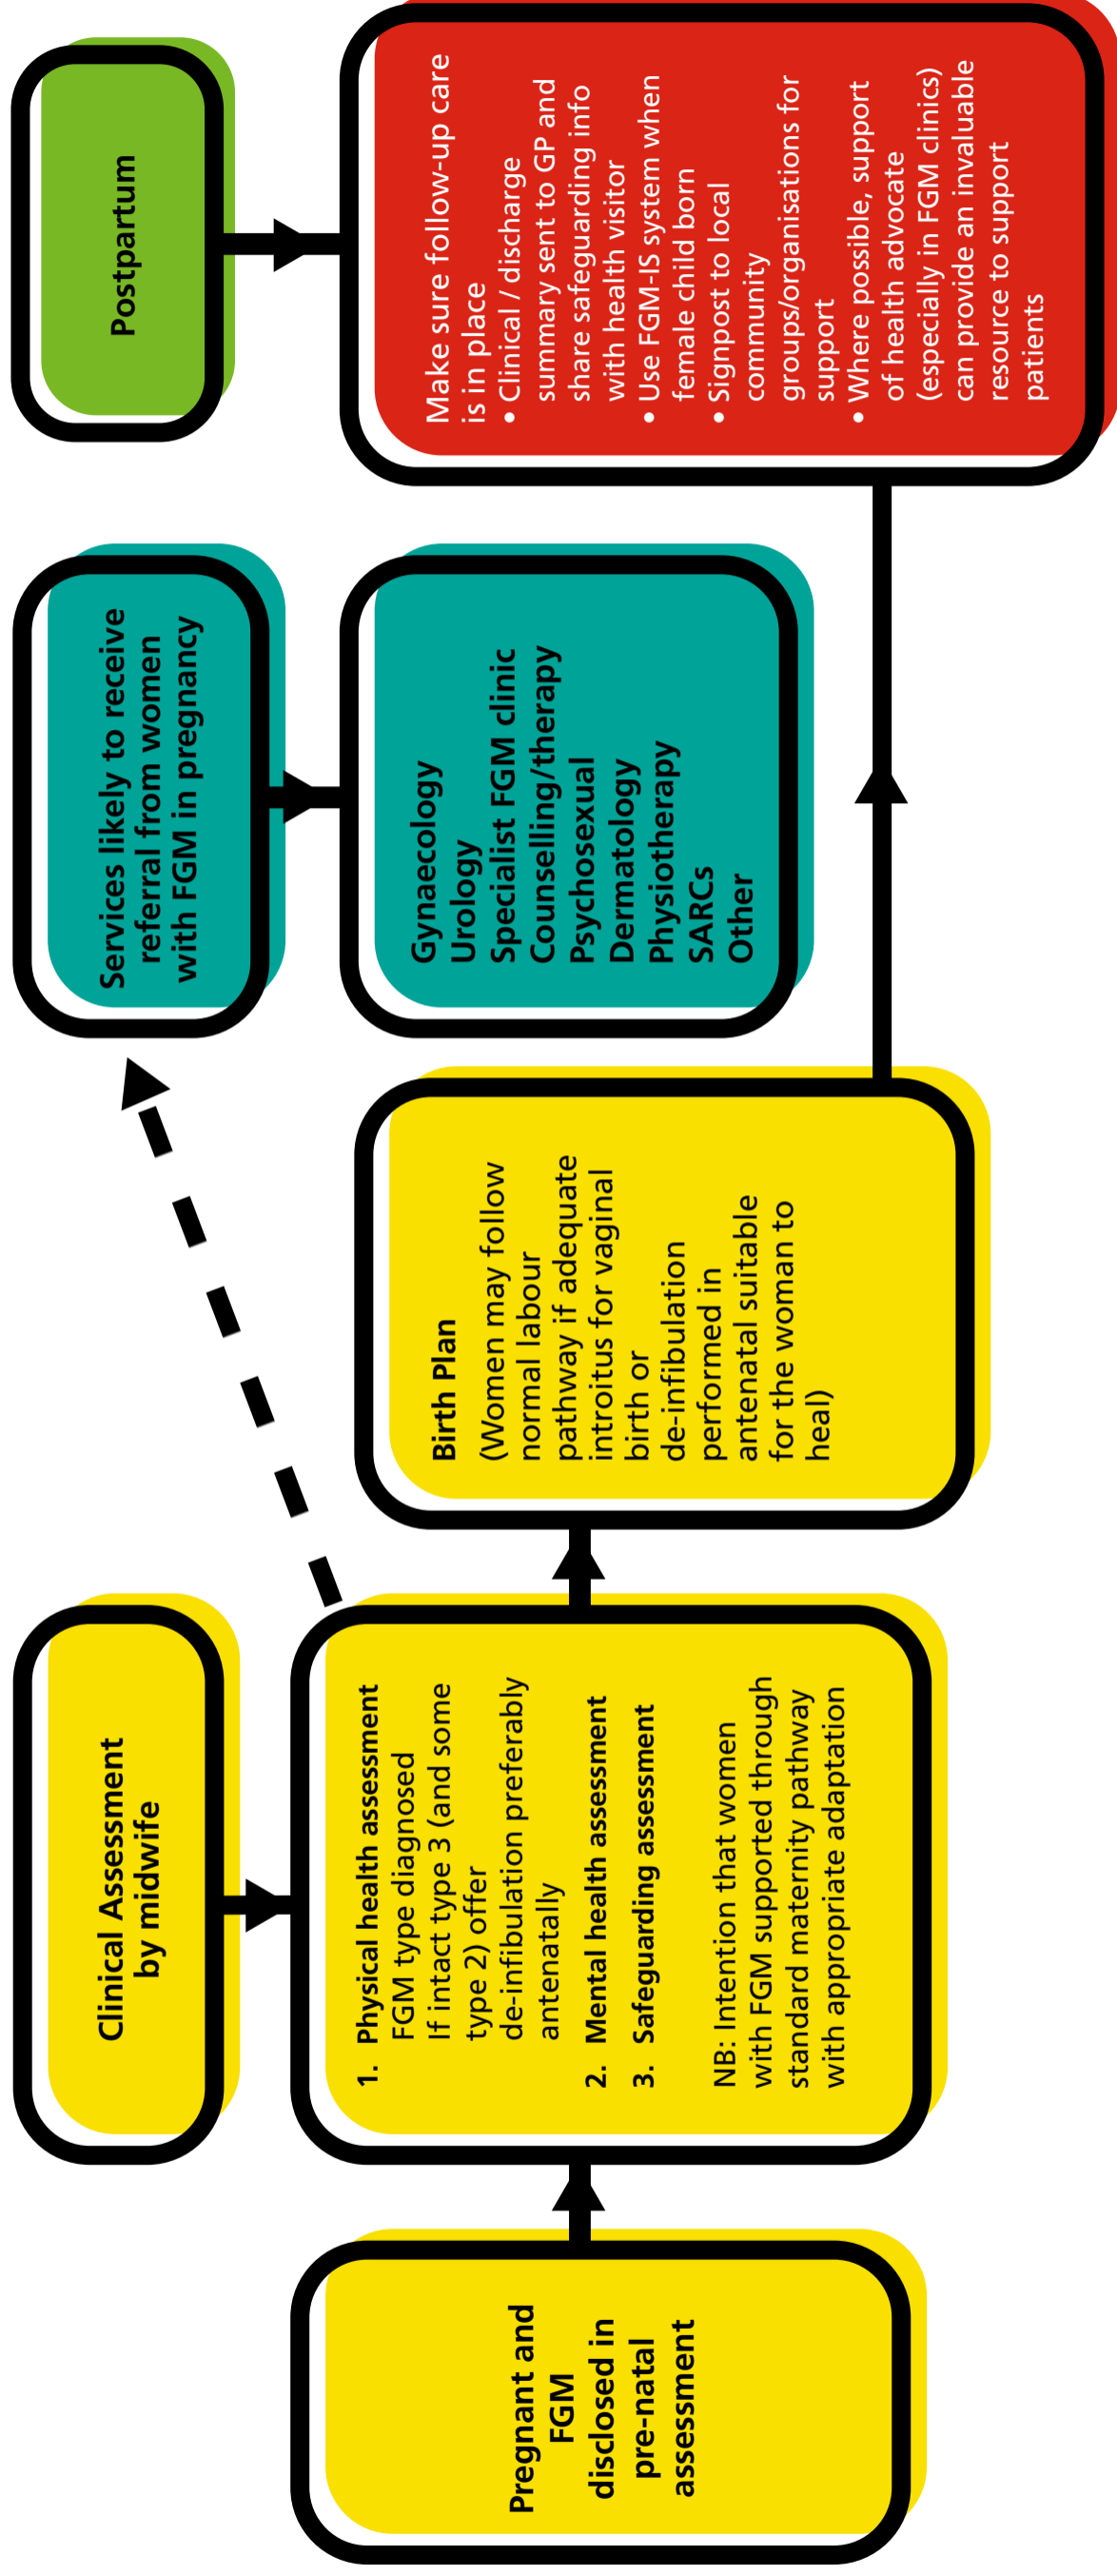 Pregnant and
FGM
disclosed in
pre-natal
assessment
Clinical Assessment
by midwife
1. Physical health assessment
FGM type diagnosed
If intact type 3 (and some
type 2) offer
de-infibulation preferably
antenatally
2. Mental health assessment
3. Safeguarding assessment
NB: Intention that women
with FGM supported through
standard maternity pathway
with appropriate adaptation
Birth Plan
(Women may follow
normal labour
pathway if adequate
introitus for vaginal
birth or
de-infibulation
performed in
antenatal suitable
for the woman to
heal)
Services likely to receive
referral from women
with FGM in pregnancy
Gynaecology
Urology
Specialist FGM clinic
Counselling/therapy
Psychosexual
Dermatology
Physiotherapy
SARCs
Other
Postpartum
Make sure follow-up care
is in place
• Clinical / discharge
summary sent to GP and
share safeguarding info
with health visitor
• Use FGM-IS system when
female child born
• Signpost to local
community
groups/organisations for
support
• Where possible, support
of health advocate
(especially in FGM clinics)
can provide an invaluable
resource to support
patients